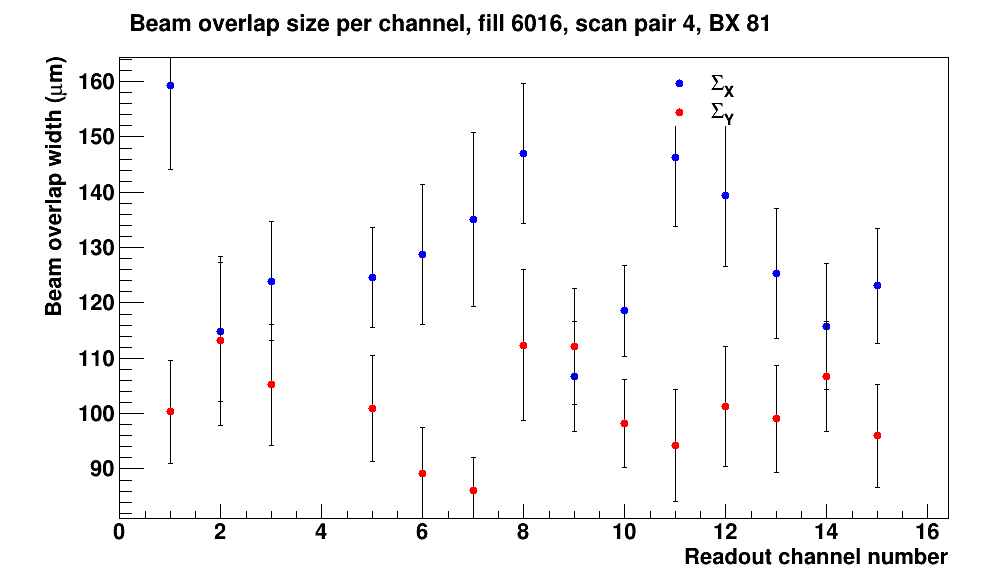 Beam overlap size per channel, fill 6016, scan pair 4, BX 81
Beam overlap width (μm)
160
150
140
130
120
110
100
90
Σ_X
Σ_Y
0 2 4 6 8 10 12 14 16
Readout channel number